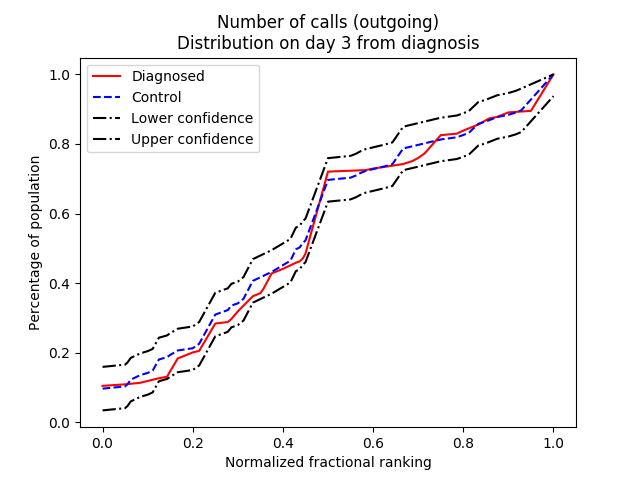 Number of calls (outgoing)
Distribution on day 3 from diagnosis
Diagnosed
Control
Lower confidence
Upper confidence
Percentage of population
1.0
0.8
0.6
0.4
0.2
0.0
0.0 0.2 0.4 0.6 0.8 1.0
Normalized fractional ranking